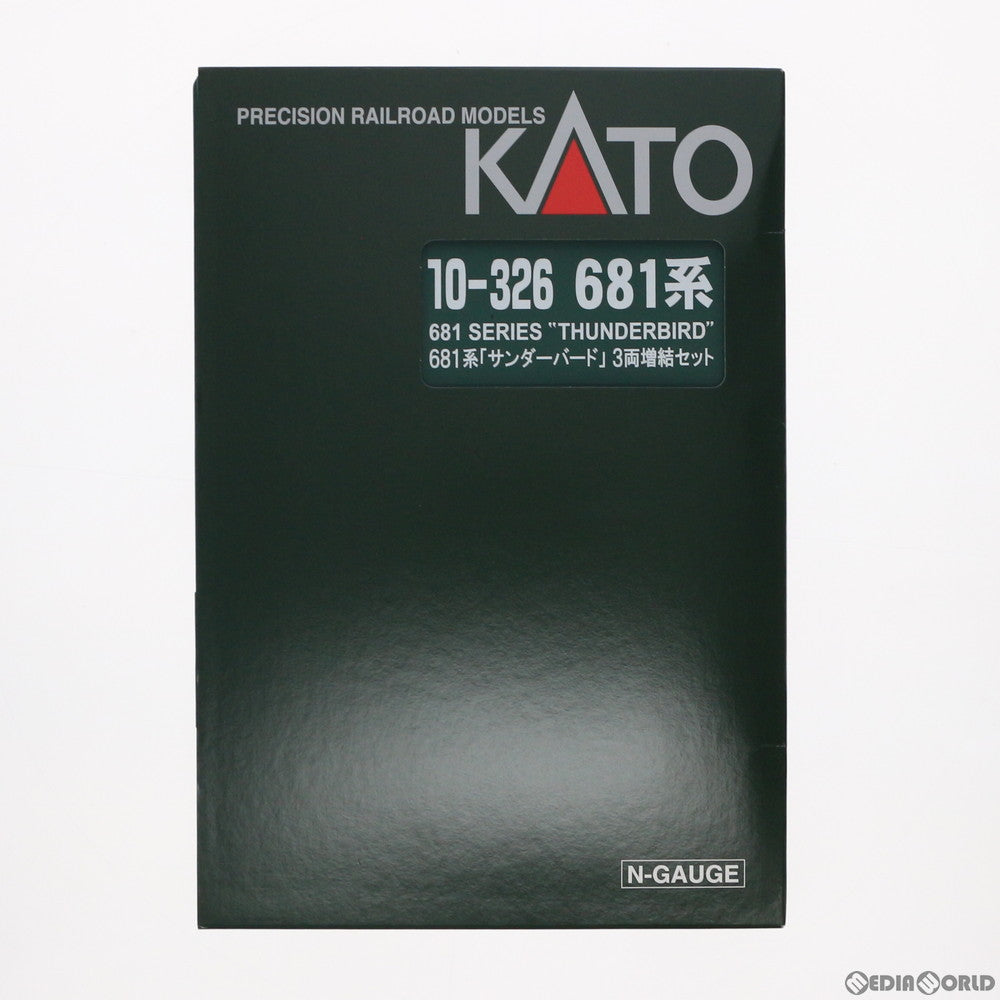 PRECISION RAILROAD MODELS
KATO
10-326 681系
681 SERIES "THUNDERBIRD"
681系「サンダーバード」3両増結セット
N-GAUGE
MEDIAWORLD